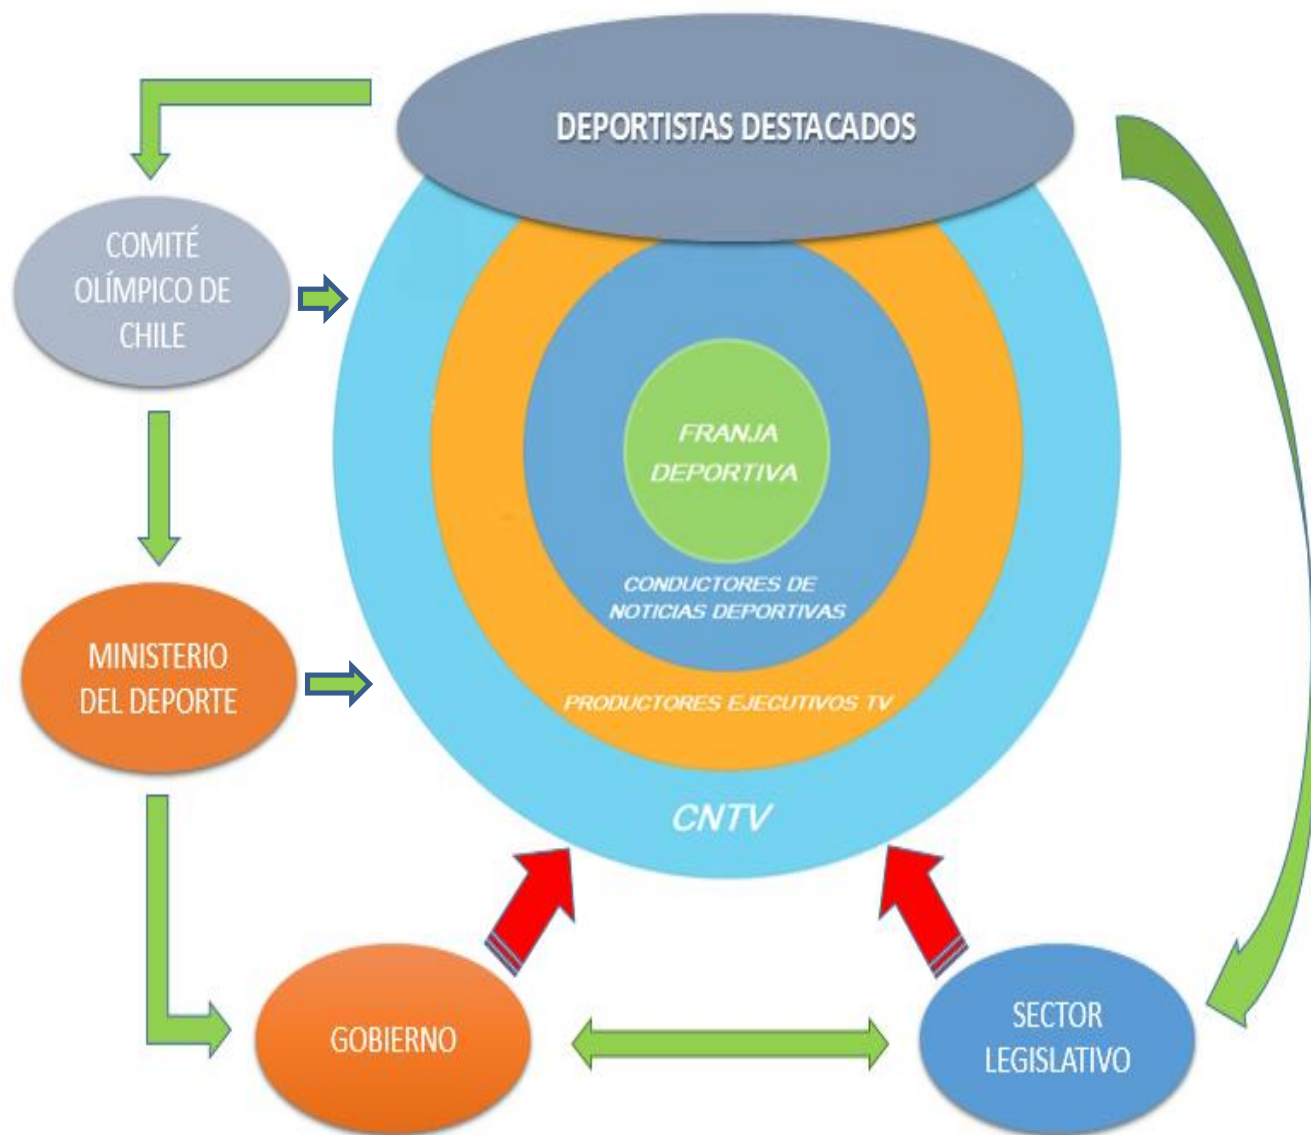 DEPORTISTAS DESTACADOS
COMITÉ
OLÍMPICO DE
CHILE
FRANJA
DEPORTIVA
CONDUCTORES DE
NOTICIAS DEPORTIVAS
MINISTERIO
DEL DEPORTE
PRODUCTORES EJECUTIVOS TV
CNTV
GOBIERNO
SECTOR
LEGISLATIVO